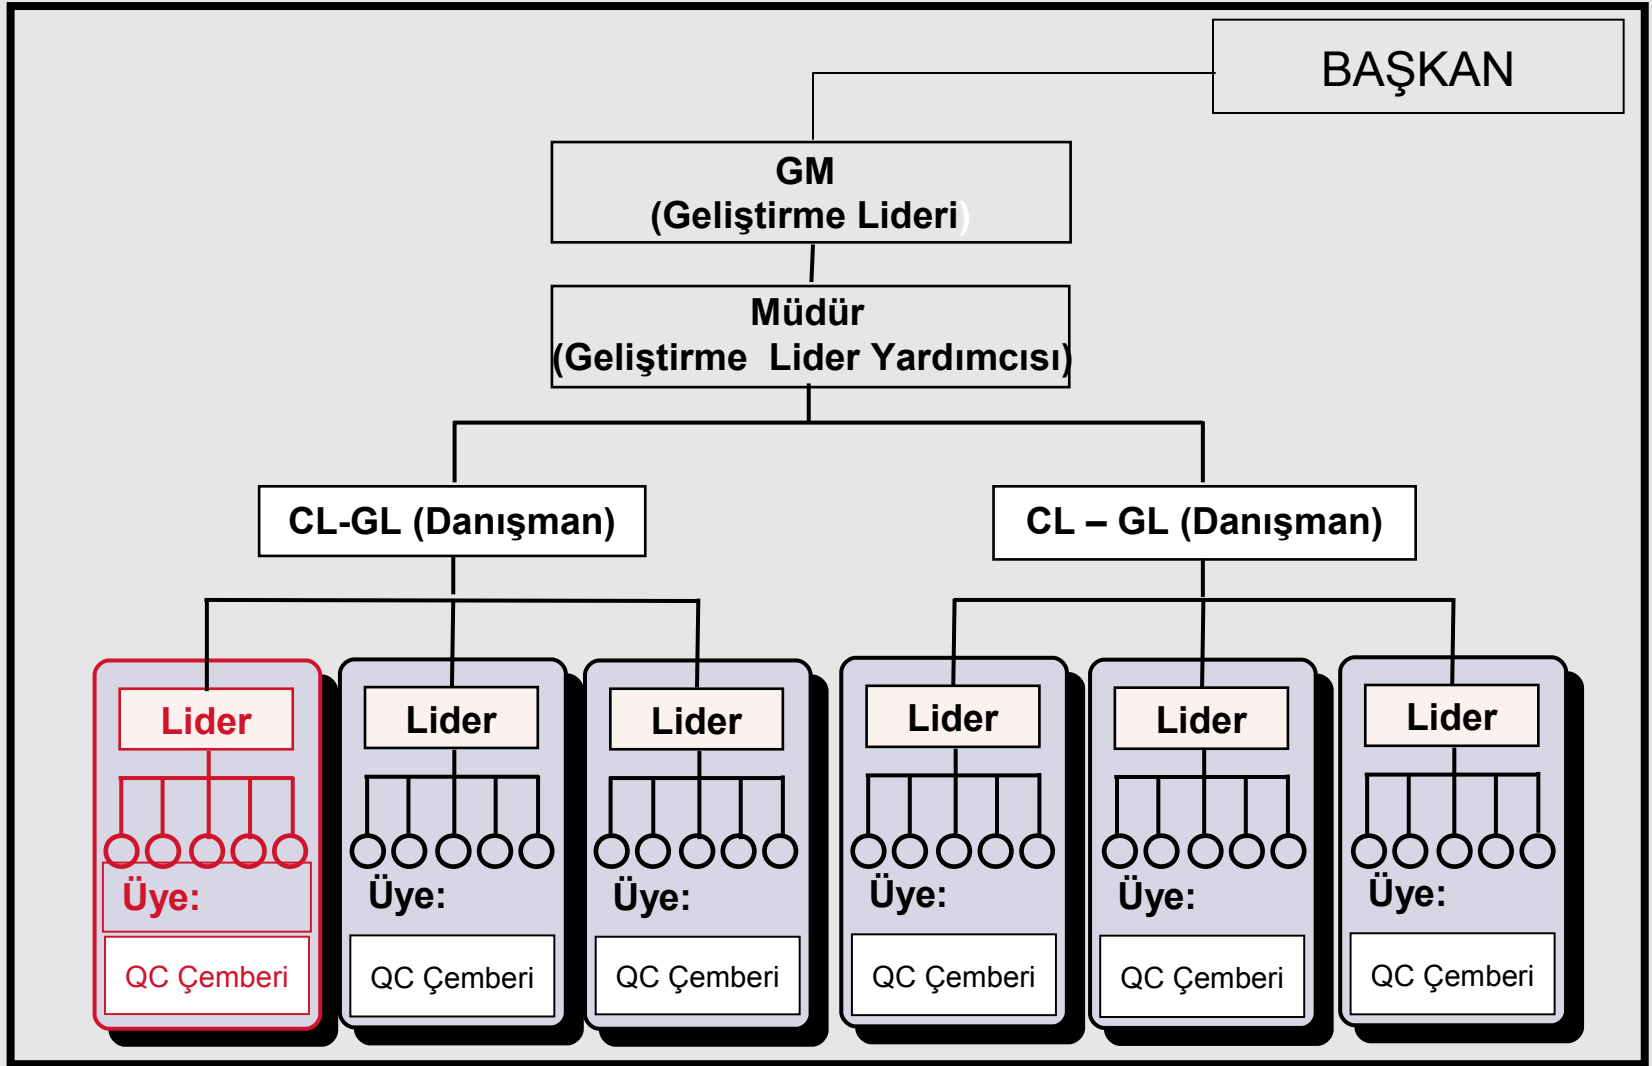 BAŞKAN
GM
(Geliştirme Lideri)
Müdür
(Geliştirme Lider Yardımcısı)
CL-GL (Danışman)
CL – GL (Danışman)
Lider
Lider
Lider
Lider
Lider
Lider
Üye:
Üye:
Üye:
Üye:
Üye:
Üye:
QC Çemberi
QC Çemberi
QC Çemberi
QC Çemberi
QC Çemberi
QC Çemberi